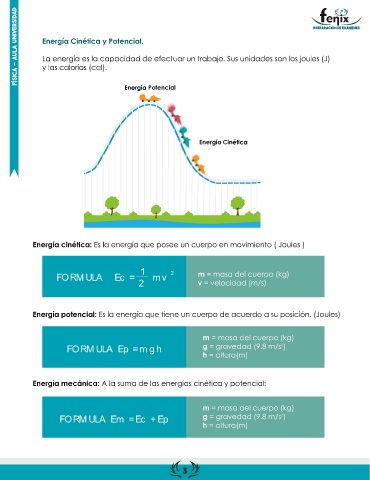 FÍSICA – AULA UNIVERSIDAD
fenix
PREPARACIÓN DE EXÁMENES
Energía Cinética y Potencial.
La energía es la capacidad de efectuar un trabajo. Sus unidades son los joules (J)
y las calorías (cal).
Energía Potencial
Energía Cinética
Energía cinética: Es la energía que posee un cuerpo en movimiento ( Joules )
FORMULA Ec = 1/2 m v ²
m = masa del cuerpo (kg)
v = velocidad (m/s)
Energía potencial: Es la energía que tiene un cuerpo de acuerdo a su posición. (Joules)
FORMULA Ep = m g h
m = masa del cuerpo (kg)
g = gravedad (9.8 m/s²)
h = altura(m)
Energía mecánica: A la suma de las energías cinética y potencial:
FORMULA Em = Ec + Ep
m = masa del cuerpo (kg)
g = gravedad (9.8 m/s²)
h = altura(m)
3